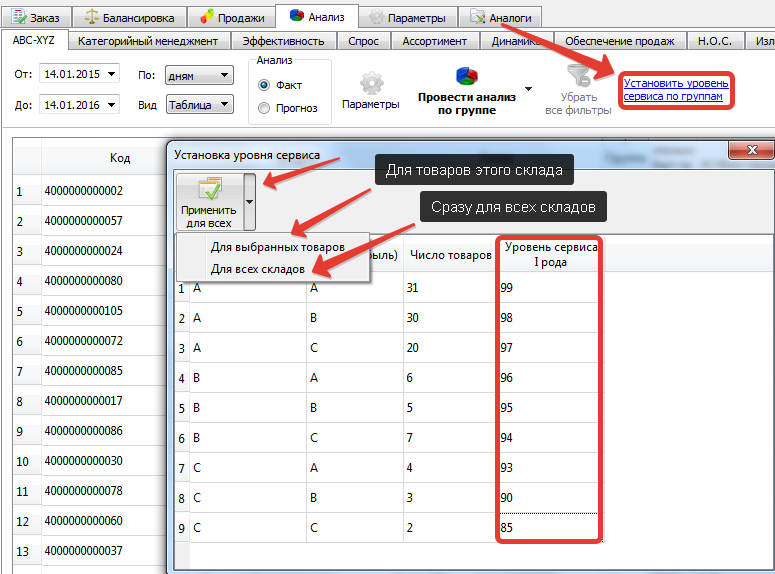 Заказ Балансировка Продажи Анализ Параметры Аналоги
ABC-XYZ Категорийный менеджмент Эффективность Спрос Ассортимент Динамика Обеспечение продаж Н.О.С.
От: 14.01.2015 По: дням
До: 14.01.2016 Вид Таблица
Анализ
Факт
Прогноз
Параметры
Провести анализ
по группе
Убрать
все фильтры
Установить уровень
сервиса по группам
Код
1 4000000000002
2 4000000000057
3 4000000000024
4 4000000000080
5 4000000000105
6 4000000000072
7 4000000000085
8 4000000000017
9 4000000000086
10 4000000000030
11 4000000000078
12 4000000000060
13 4000000000037
Установка уровня сервиса
Применить
для всех
Для товаров этого склада
Сразу для всех складов
Для выбранных товаров
Для всех складов
Число товаров Уровень сервиса
I рода
1 A A 31 99
2 A B 30 98
3 A C 20 97
4 B A 6 96
5 B B 5 95
6 B C 7 94
7 C A 4 93
8 C B 3 90
9 C C 2 85